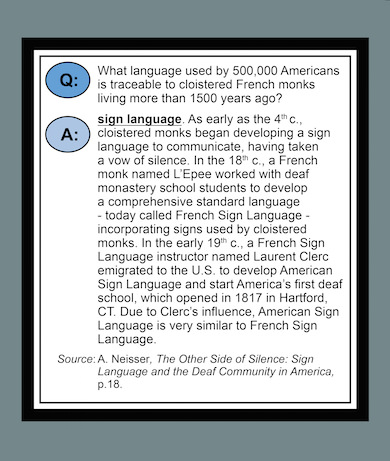 Q: What language used by 500,000 Americans
is traceable to cloistered French monks
living more than 1500 years ago?
A: sign language. As early as the 4th c.,
cloistered monks began developing a sign
language to communicate, having taken
a vow of silence. In the 18th c., a French
monk named L'Epee worked with deaf
monastery school students to develop
a comprehensive standard language
- today called French Sign Language -
incorporating signs used by cloistered
monks. In the early 19th c., a French Sign
Language instructor named Laurent Clerc
emigrated to the U.S. to develop American
Sign Language and start America's first deaf
school, which opened in 1817 in Hartford,
CT. Due to Clerc's influence, American Sign
Language is very similar to French Sign
Language.
Source: A. Neisser, The Other Side of Silence: Sign
Language and the Deaf Community in America,
p.18.